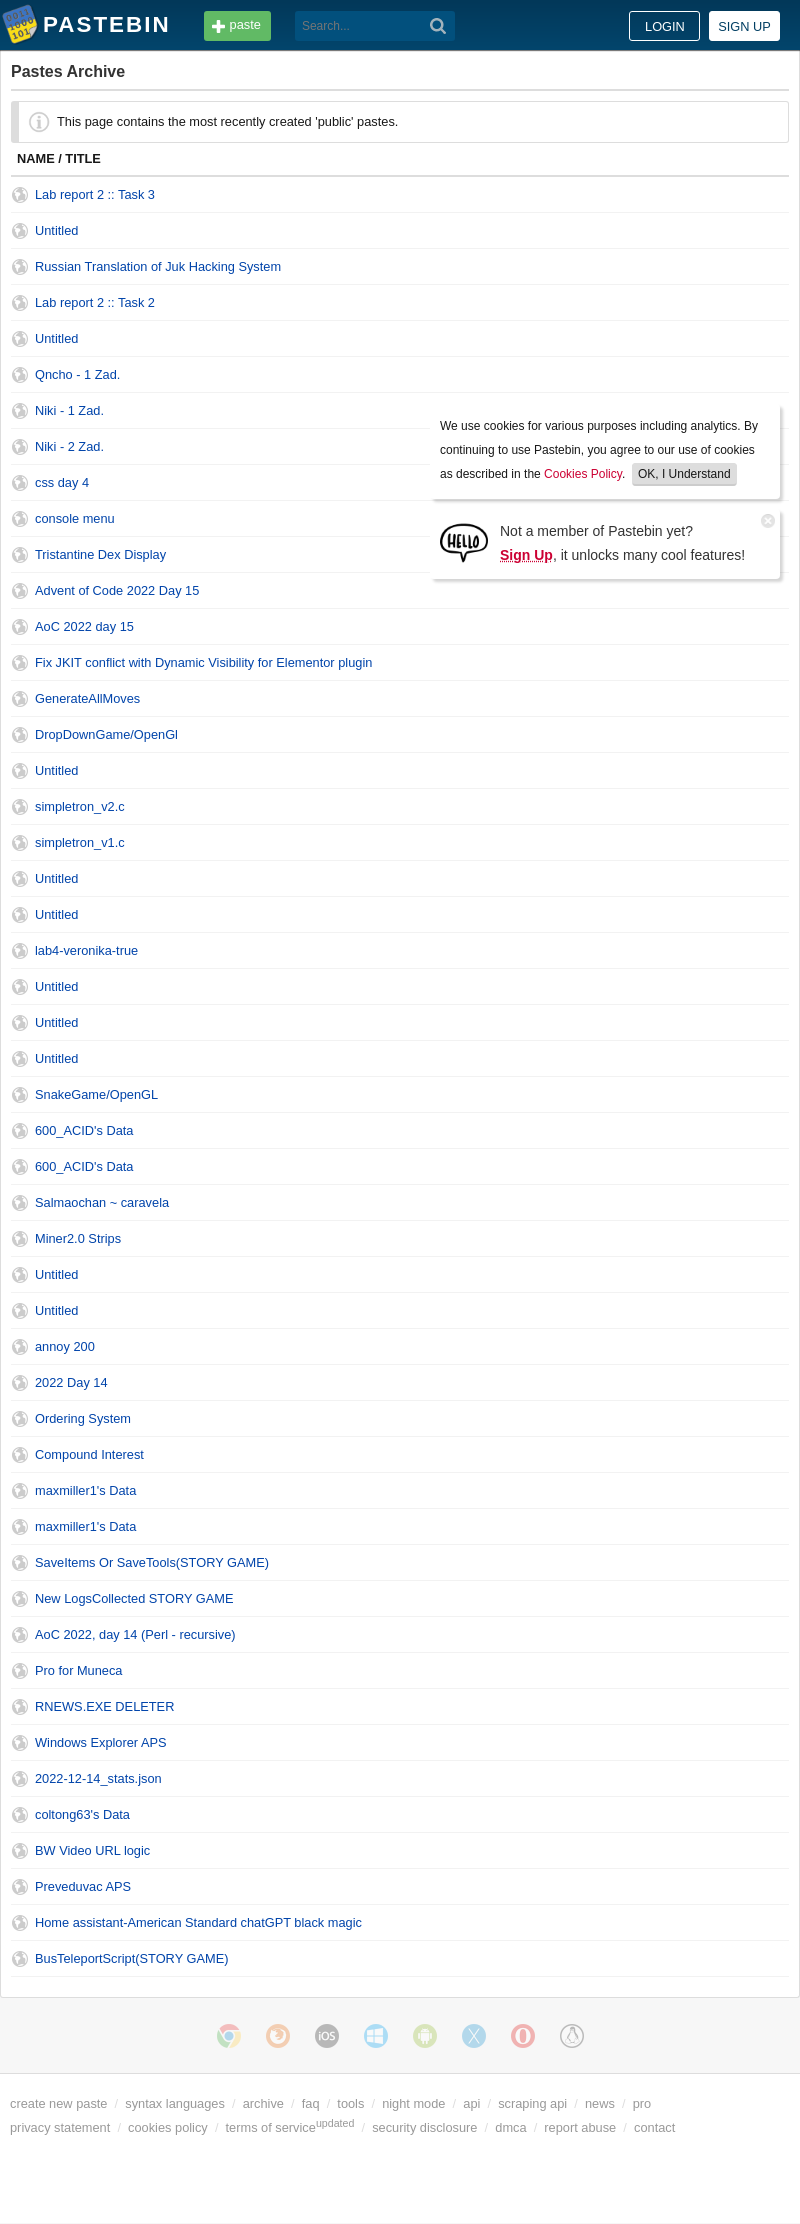 PASTEBIN paste Search... LOGIN SIGN UP
Pastes Archive
This page contains the most recently created 'public' pastes.
NAME / TITLE
Lab report 2 :: Task 3
Untitled
Russian Translation of Juk Hacking System
Lab report 2 :: Task 2
Untitled
Qncho - 1 Zad.
Niki - 1 Zad.
Niki - 2 Zad.
css day 4
console menu
Tristantine Dex Display
We use cookies for various purposes including analytics. By
continuing to use Pastebin, you agree to our use of cookies
as described in the Cookies Policy. OK, I Understand
HELLO
Not a member of Pastebin yet?
Sign Up, it unlocks many cool features!
Advent of Code 2022 Day 15
AoC 2022 day 15
Fix JKIT conflict with Dynamic Visibility for Elementor plugin
GenerateAllMoves
DropDownGame/OpenGl
Untitled
simpletron_v2.c
simpletron_v1.c
Untitled
Untitled
lab4-veronika-true
Untitled
Untitled
Untitled
SnakeGame/OpenGL
600_ACID's Data
600_ACID's Data
Salmaochan ~ caravela
Miner2.0 Strips
Untitled
Untitled
annoy 200
2022 Day 14
Ordering System
Compound Interest
maxmiller1's Data
maxmiller1's Data
SaveItems Or SaveTools(STORY GAME)
New LogsCollected STORY GAME
AoC 2022, day 14 (Perl - recursive)
Pro for Muneca
RNEWS.EXE DELETER
Windows Explorer APS
2022-12-14_stats.json
coltong63's Data
BW Video URL logic
Preveduvac APS
Home assistant-American Standard chatGPT black magic
BusTeleportScript(STORY GAME)
iOS
create new paste / syntax languages / archive / faq / tools / night mode / api / scraping api / news / pro
privacy statement / cookies policy / terms of service updated / security disclosure / dmca / report abuse / contact